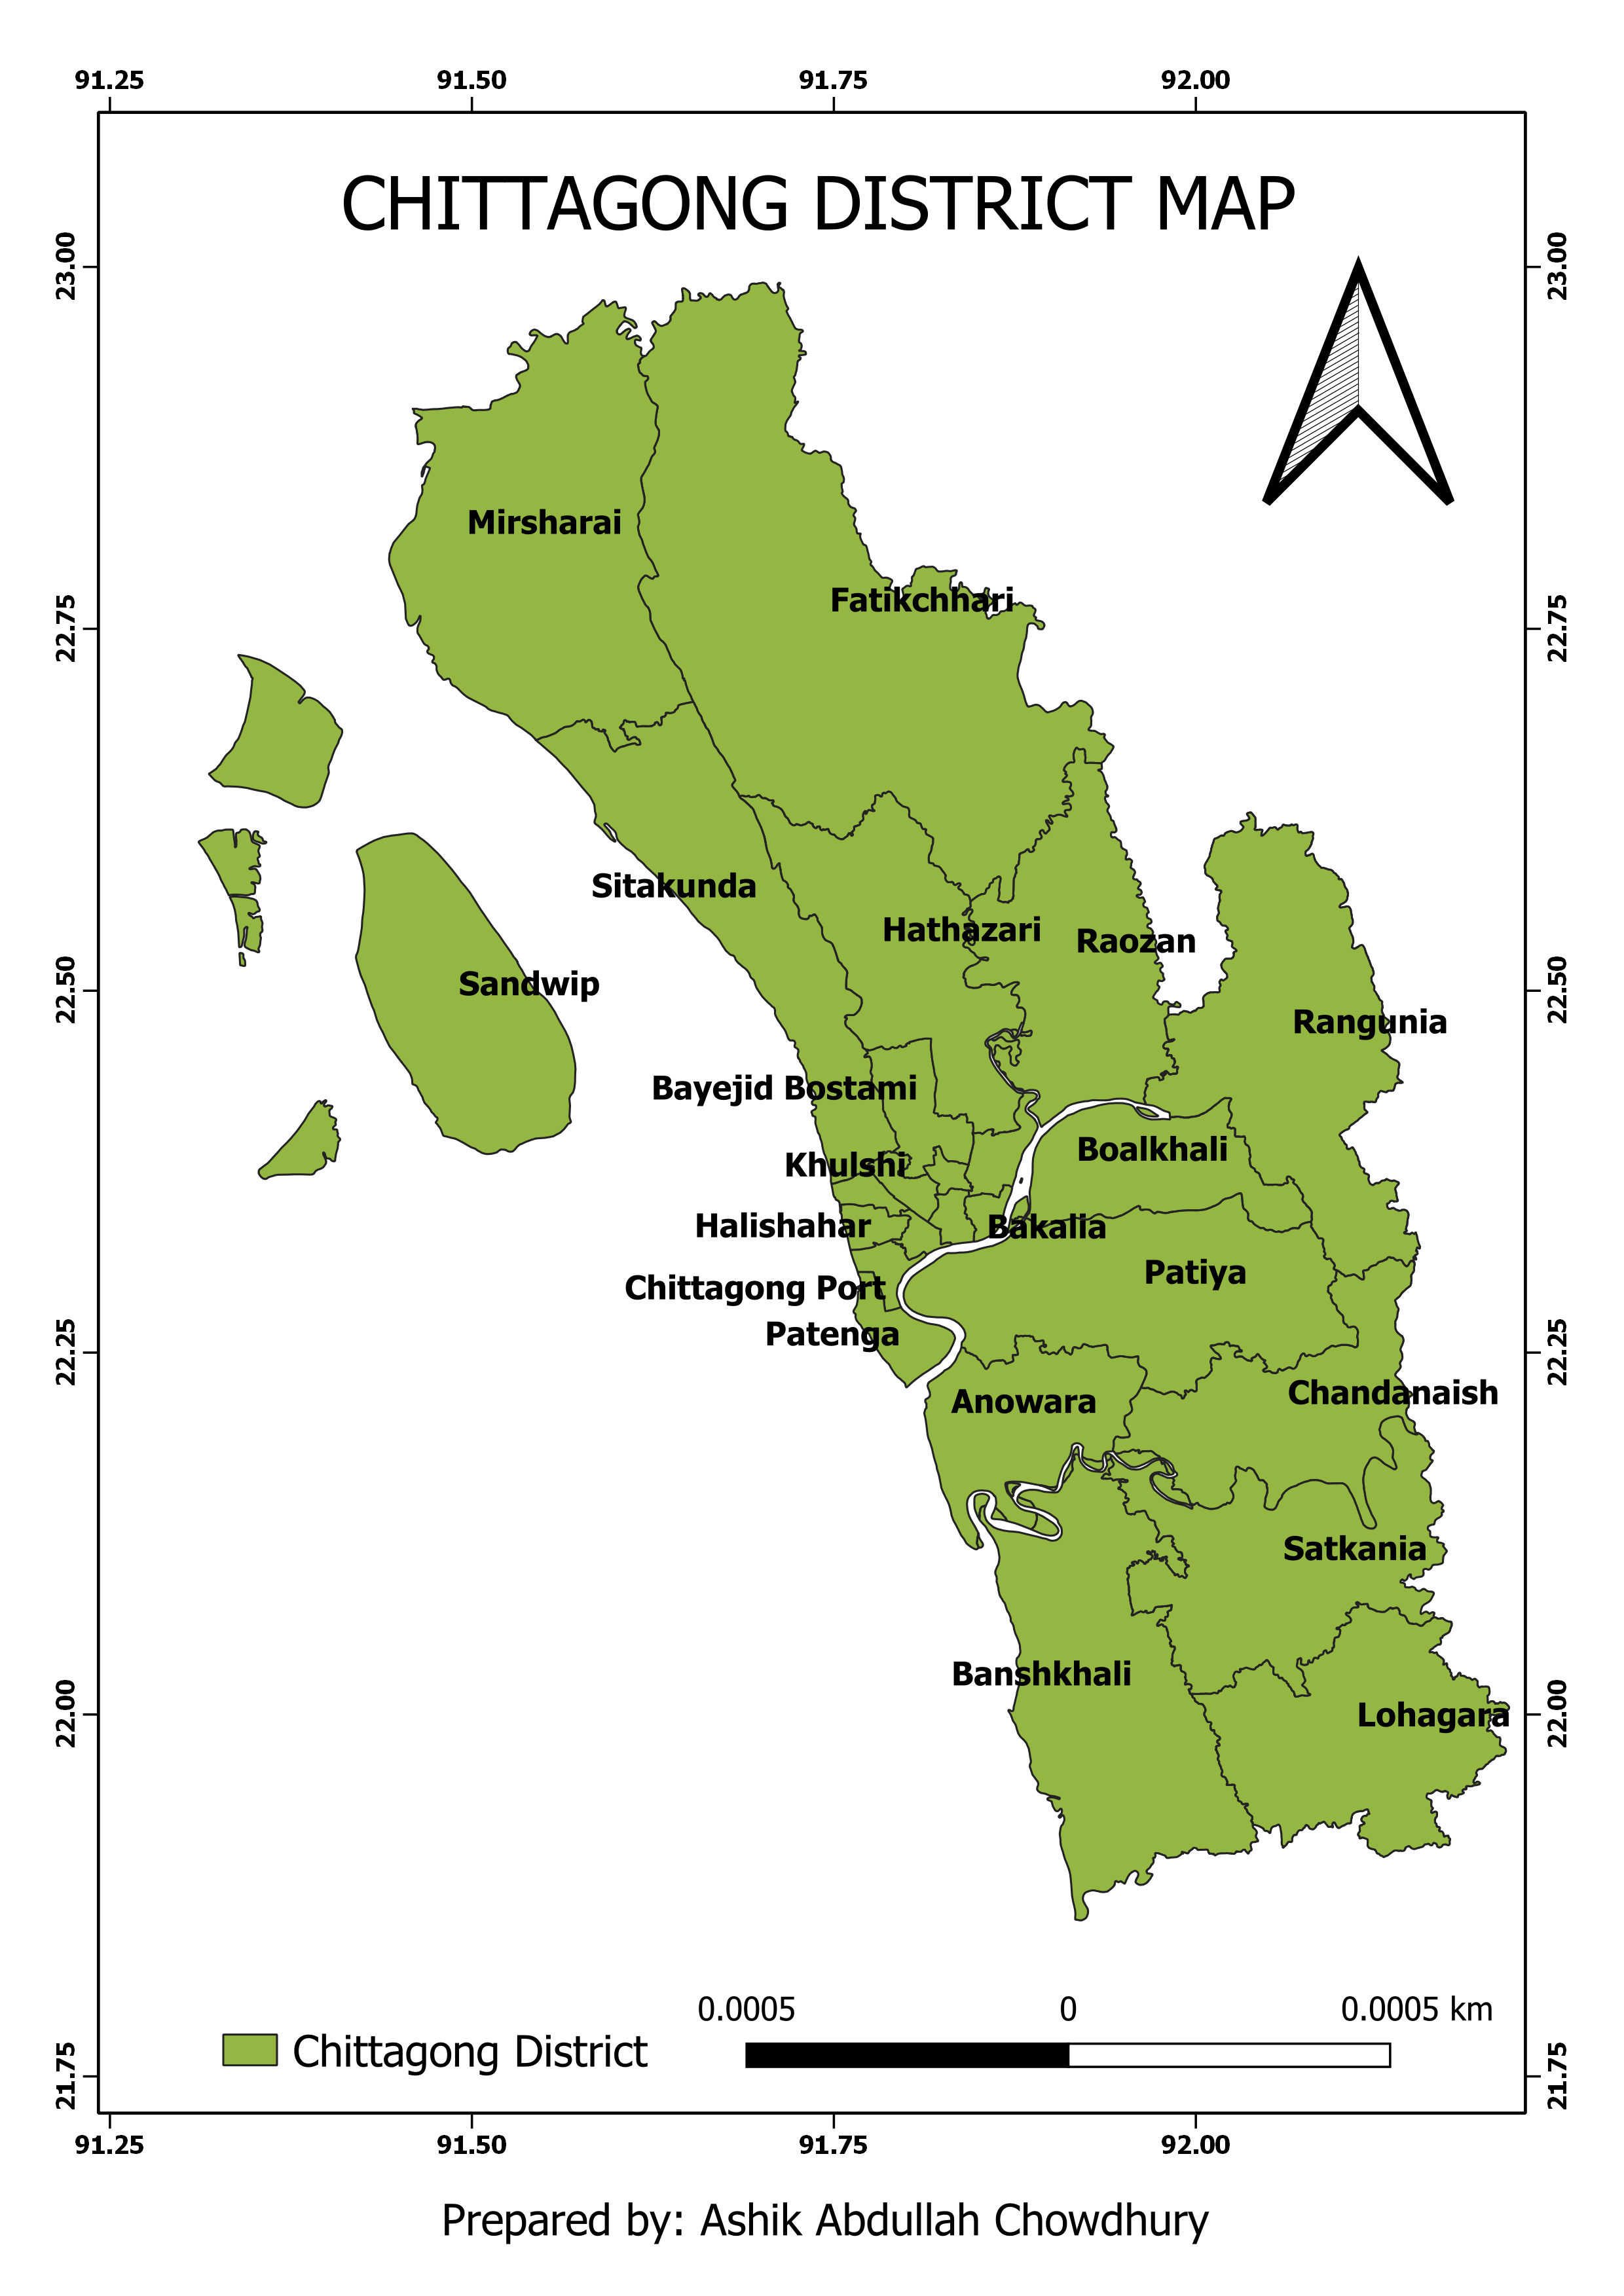 91.25 91.50 91.75 92.00
CHITTAGONG DISTRICT MAP
23.00 23.00
Mirsharai
Fatikchhari
22.75 22.75
Sitakunda
Hathazari
Raozan
Sandwip
22.50 22.50
Rangunia
Bayejid Bostami
Boalkhali
Khulshi
Halishahar
Bakalia
Patiya
Chittagong Port
Patenga
22.25 22.25
Chandanaish
Anowara
Satkania
Banshkhali
22.00 22.00
Lohagara
0.0005 0 0.0005 km
Chittagong District
21.75 21.75
91.25 91.50 91.75 92.00
Prepared by: Ashik Abdullah Chowdhury